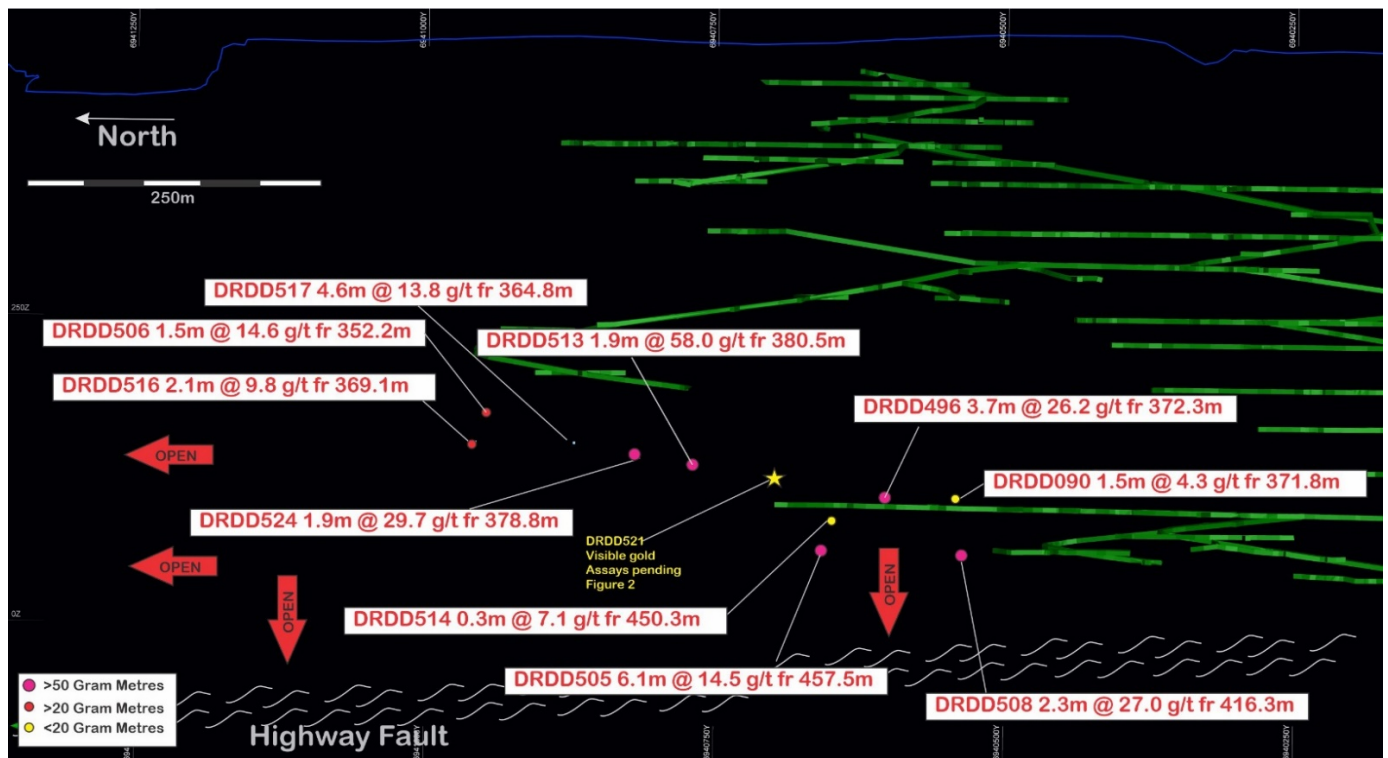 6941250Y
6941000Y
6940750Y
6940500Y
6940250Y
North
250m
250Z
DRDD517 4.6m @ 13.8 g/t fr 364.8m
DRDD506 1.5m @ 14.6 g/t fr 352.2m
DRDD513 1.9m @ 58.0 g/t fr 380.5m
DRDD516 2.1m @ 9.8 g/t fr 369.1m
DRDD496 3.7m @ 26.2 g/t fr 372.3m
OPEN
DRDD090 1.5m @ 4.3 g/t fr 371.8m
DRDD524 1.9m @ 29.7 g/t fr 378.8m
DRDD521
Visible gold
Assays pending
Figure 2
OPEN
OPEN
OPEN
DRDD514 0.3m @ 7.1 g/t fr 450.3m
0Z
DRDD505 6.1m @ 14.5 g/t fr 457.5m
DRDD508 2.3m @ 27.0 g/t fr 416.3m
>50 Gram Metres
>20 Gram Metres
<20 Gram Metres
Highway Fault
6940750Y
6940500Y
6940250Y